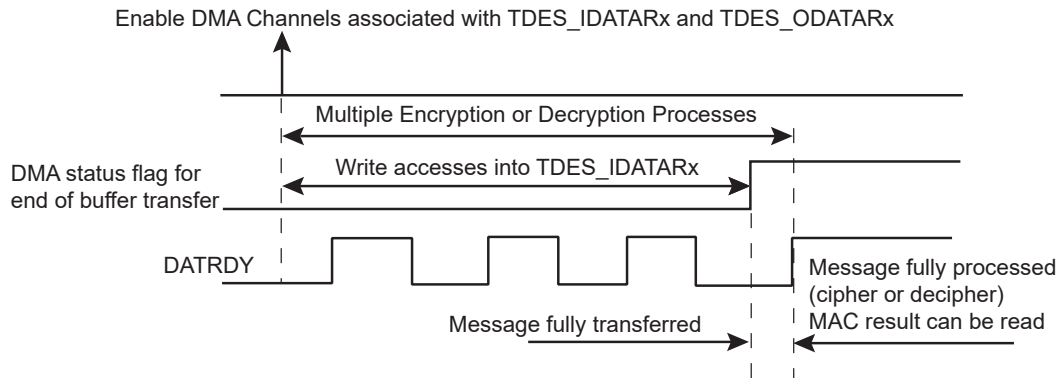 Enable DMA Channels associated with TDES_IDATARx and TDES_ODATARx
Multiple Encryption or Decryption Processes
DMA status flag for
end of buffer transfer
Write accesses into TDES_IDATARx
DATRDY
Message fully processed
(cipher or decipher)
MAC result can be read
Message fully transferred